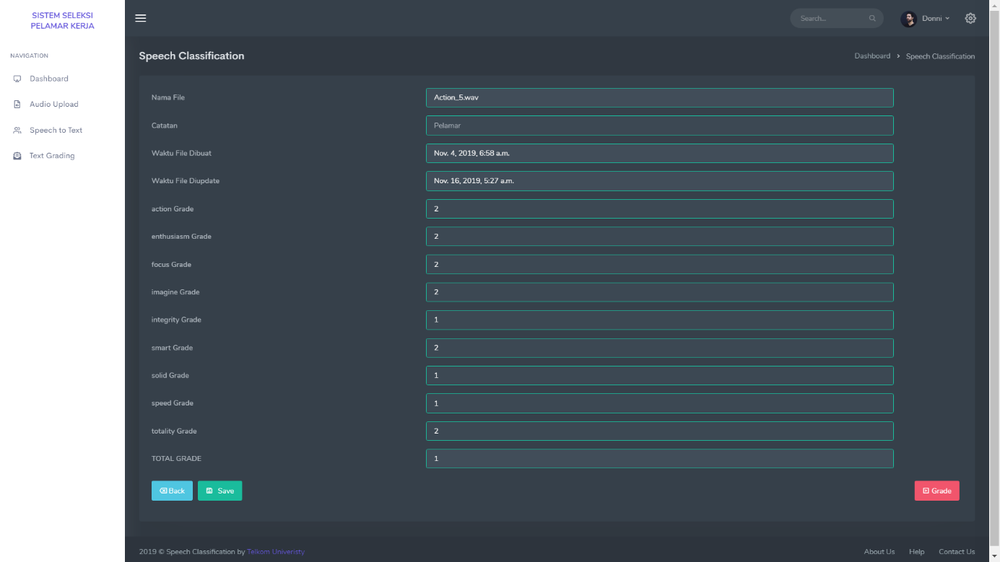 SISTEM SELEKSI
PELAMAR KERJA
Search...
Donni
NAVIGATION
Dashboard
Audio Upload
Speech to Text
Text Grading
Speech Classification
Dashboard
Speech Classification
Nama File
Action_5.wav
Catatan
Pelamar
Waktu File Dibuat
Nov. 4, 2019, 6:58 a.m.
Waktu File Diupdate
Nov. 16, 2019, 5:27 a.m.
action Grade
2
enthusiasm Grade
2
focus Grade
2
imagine Grade
2
integrity Grade
1
smart Grade
2
solid Grade
1
speed Grade
1
totality Grade
2
TOTAL GRADE
1
Back
Save
Grade
2019 © Speech Classification by Telkom Univeristy
About Us
Help
Contact Us